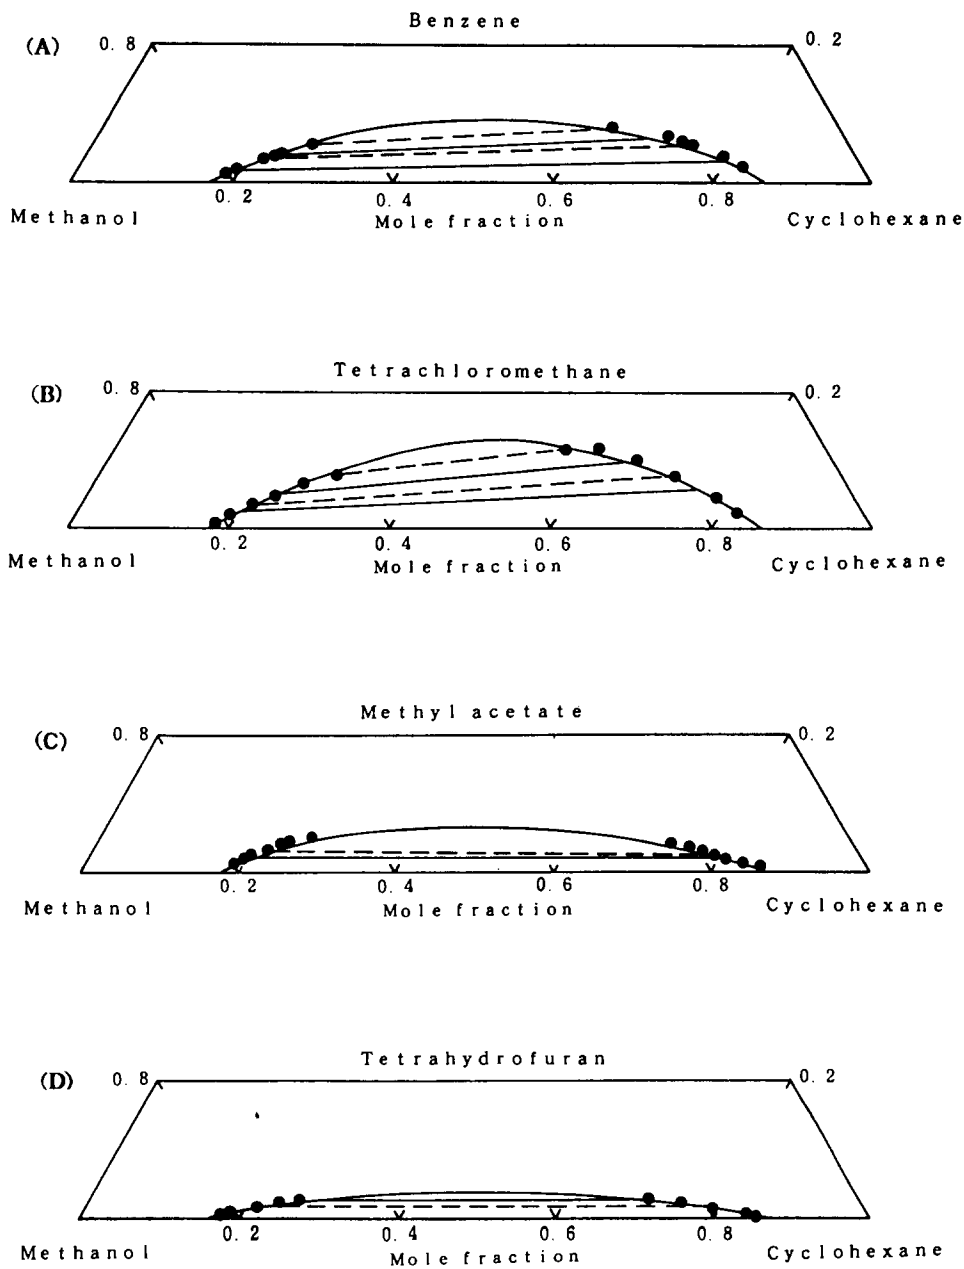 Benzene
(A) 0.8 0.2
0.2 0.4 0.6 0.8
Methanol Mole fraction Cyclohexane
Tetrachloromethane
(B) 0.8 0.2
0.2 0.4 0.6 0.8
Methanol Mole fraction Cyclohexane
Methyl acetate
(C) 0.8 0.2
0.2 0.4 0.6 0.8
Methanol Mole fraction Cyclohexane
Tetrahydrofuran
(D) 0.8 0.2
0.2 0.4 0.6 0.8
Methanol Mole fraction Cyclohexane